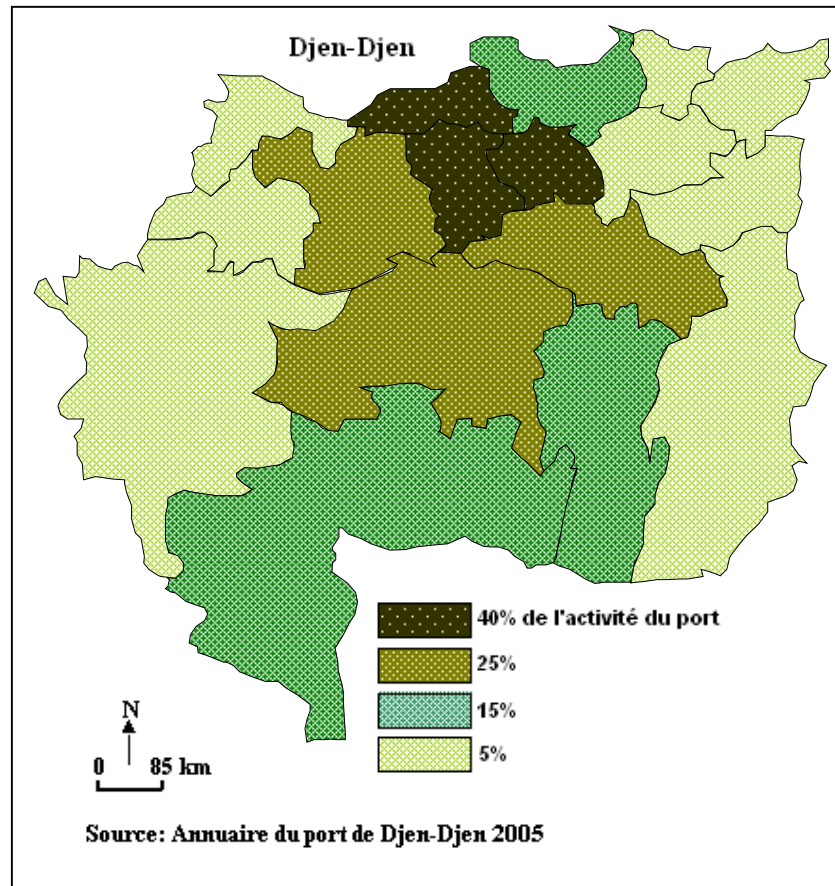 Djen-Djen
40% de l'activité du port
25%
15%
5%
N
0 85 km
Source: Annuaire du port de Djen-Djen 2005